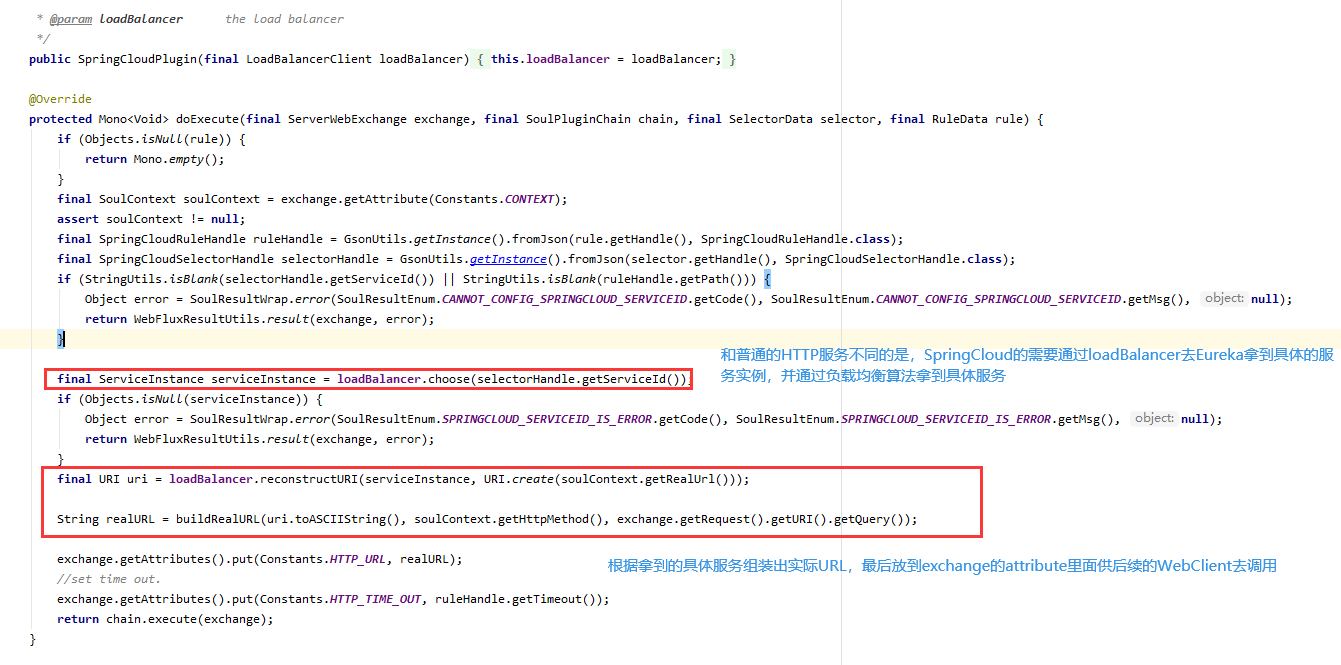 * @param loadBalancer the load balancer
*/
public SpringCloudPlugin(final LoadBalancerClient loadBalancer) { this.loadBalancer = loadBalancer; }
@Override
protected Mono<Void> doExecute(final ServerWebExchange exchange, final SoulPluginChain chain, final SelectorData selector, final RuleData rule) {
if (Objects.isNull(rule)) {
return Mono.empty();
}
final SoulContext soulContext = exchange.getAttribute(Constants.CONTEXT);
assert soulContext != null;
final SpringCloudRuleHandle ruleHandle = GsonUtils.getInstance().fromJson(rule.getHandle(), SpringCloudRuleHandle.class);
final SpringCloudSelectorHandle selectorHandle = GsonUtils.getInstance().fromJson(selector.getHandle(), SpringCloudSelectorHandle.class);
if (StringUtils.isBlank(selectorHandle.getServiceId()) || StringUtils.isBlank(ruleHandle.getPath())) {
Object error = SoulResultWrap.error(SoulResultEnum.CANNOT_CONFIG_SPRINGCLOUD_SERVICEID.getCode(), SoulResultEnum.CANNOT_CONFIG_SPRINGCLOUD_SERVICEID.getMsg(), object: null);
return WebFluxResultUtils.result(exchange, error);
}
和普通的HTTP服务不同的是，SpringCloud的需要通过loadBalancer去Eureka拿到具体的服
务实例，并通过负载均衡算法拿到具体服务
final ServiceInstance serviceInstance = loadBalancer.choose(selectorHandle.getServiceId());
if (Objects.isNull(serviceInstance)) {
Object error = SoulResultWrap.error(SoulResultEnum.SPRINGCLOUD_SERVICEID_IS_ERROR.getCode(), SoulResultEnum.SPRINGCLOUD_SERVICEID_IS_ERROR.getMsg(), object: null);
return WebFluxResultUtils.result(exchange, error);
}
final URI uri = loadBalancer.reconstructURI(serviceInstance, URI.create(soulContext.getRealUrl()));
String realURL = buildRealURL(uri.toASCIIString(), soulContext.getHttpMethod(), exchange.getRequest().getURI().getQuery());
exchange.getAttributes().put(Constants.HTTP_URL, realURL);
根据拿到的具体服务组装出实际URL，最后放到exchange的attribute里面供后续的WebClient去调用
//set time out.
exchange.getAttributes().put(Constants.HTTP_TIME_OUT, ruleHandle.getTimeout());
return chain.execute(exchange);
}